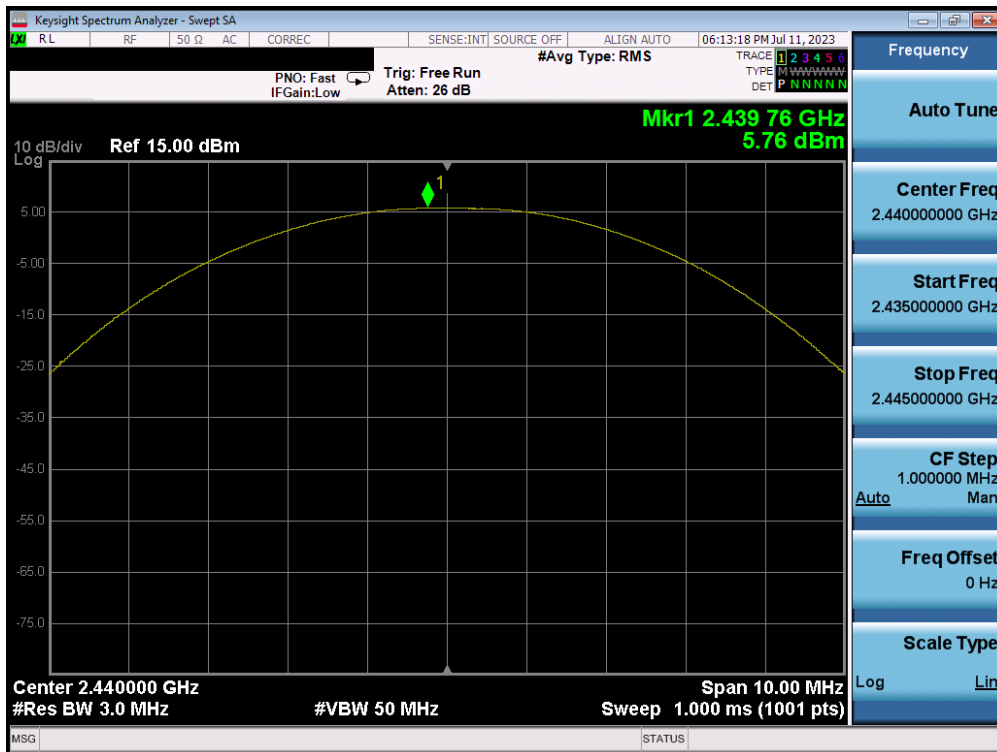 Keysight Spectrum Analyzer - Swept SA
LXI RL RF 50 Ω AC CORREC SENSE:INT SOURCE OFF ALIGN AUTO 06:13:18 PM Jul 11, 2023
#Avg Type: RMS
TRACE 1 2 3 4 5 6
TYPE M WWWWW
DET P N N N N N
PNO: Fast Trig: Free Run
IFGain:Low Atten: 26 dB
Mkr1 2.439 76 GHz
5.76 dBm
10 dB/div Ref 15.00 dBm
Log
1
5.00
-5.00
-15.0
-25.0
-35.0
-45.0
-55.0
-65.0
-75.0
Center 2.440000 GHz Span 10.00 MHz
#Res BW 3.0 MHz #VBW 50 MHz Sweep 1.000 ms (1001 pts)
MSG STATUS
Frequency
Auto Tune
Center Freq
2.440000000 GHz
Start Freq
2.435000000 GHz
Stop Freq
2.445000000 GHz
CF Step
1.000000 MHz
Auto Man
Freq Offset
0 Hz
Scale Type
Log Lin